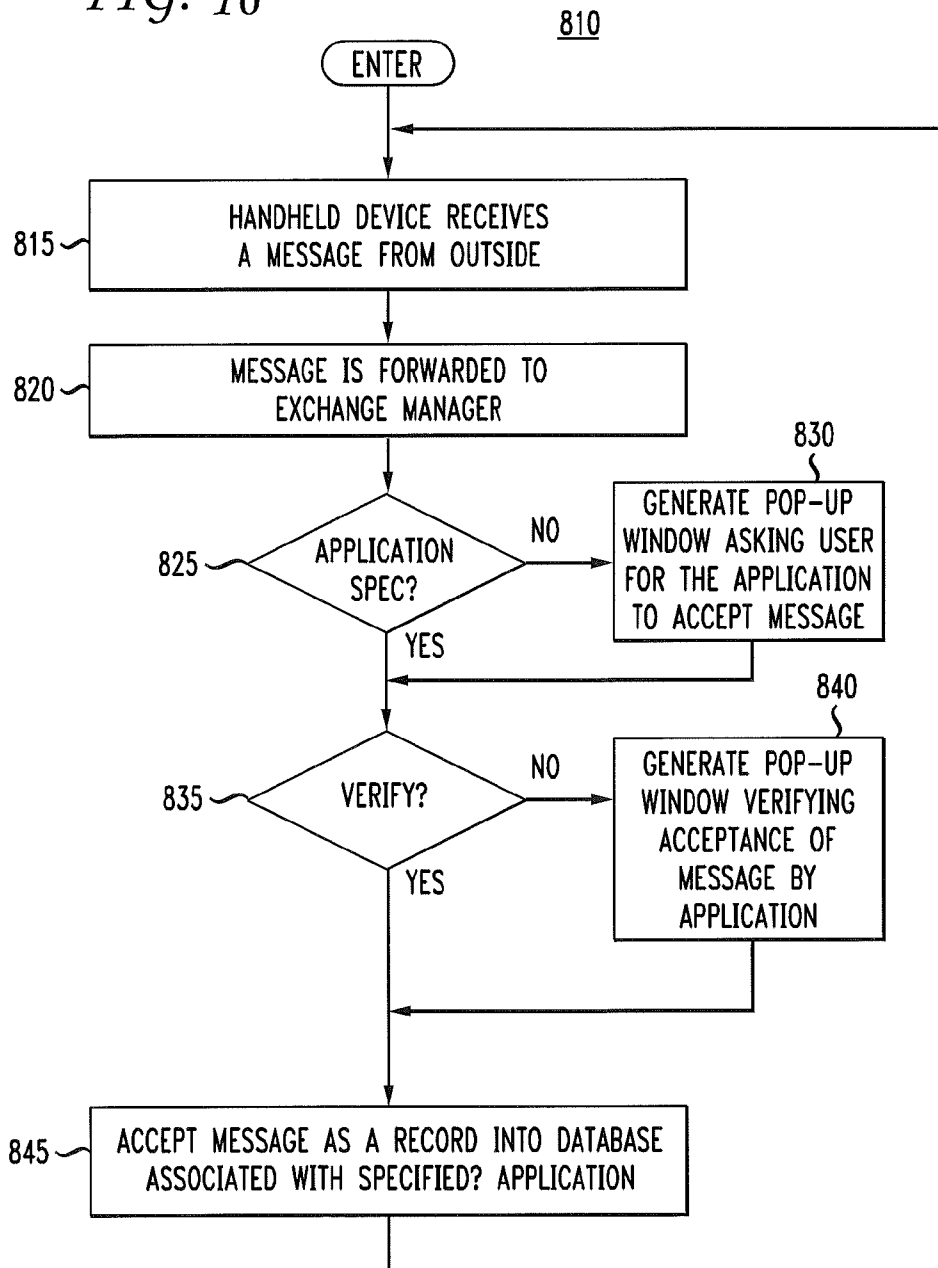 FIG.
810
ENTER
815
HANDHELD DEVICE RECEIVES
A MESSAGE FROM OUTSIDE
820
MESSAGE IS FORWARDED TO
EXCHANGE MANAGER
825
APPLICATION
SPEC?
NO
YES
830
GENERATE POP-UP
WINDOW ASKING USER
FOR THE APPLICATION
TO ACCEPT MESSAGE
835
VERIFY?
NO
YES
840
GENERATE POP-UP
WINDOW VERIFYING
ACCEPTANCE OF
MESSAGE BY
APPLICATION
845
ACCEPT MESSAGE AS A RECORD INTO DATABASE
ASSOCIATED WITH SPECIFIED? APPLICATION